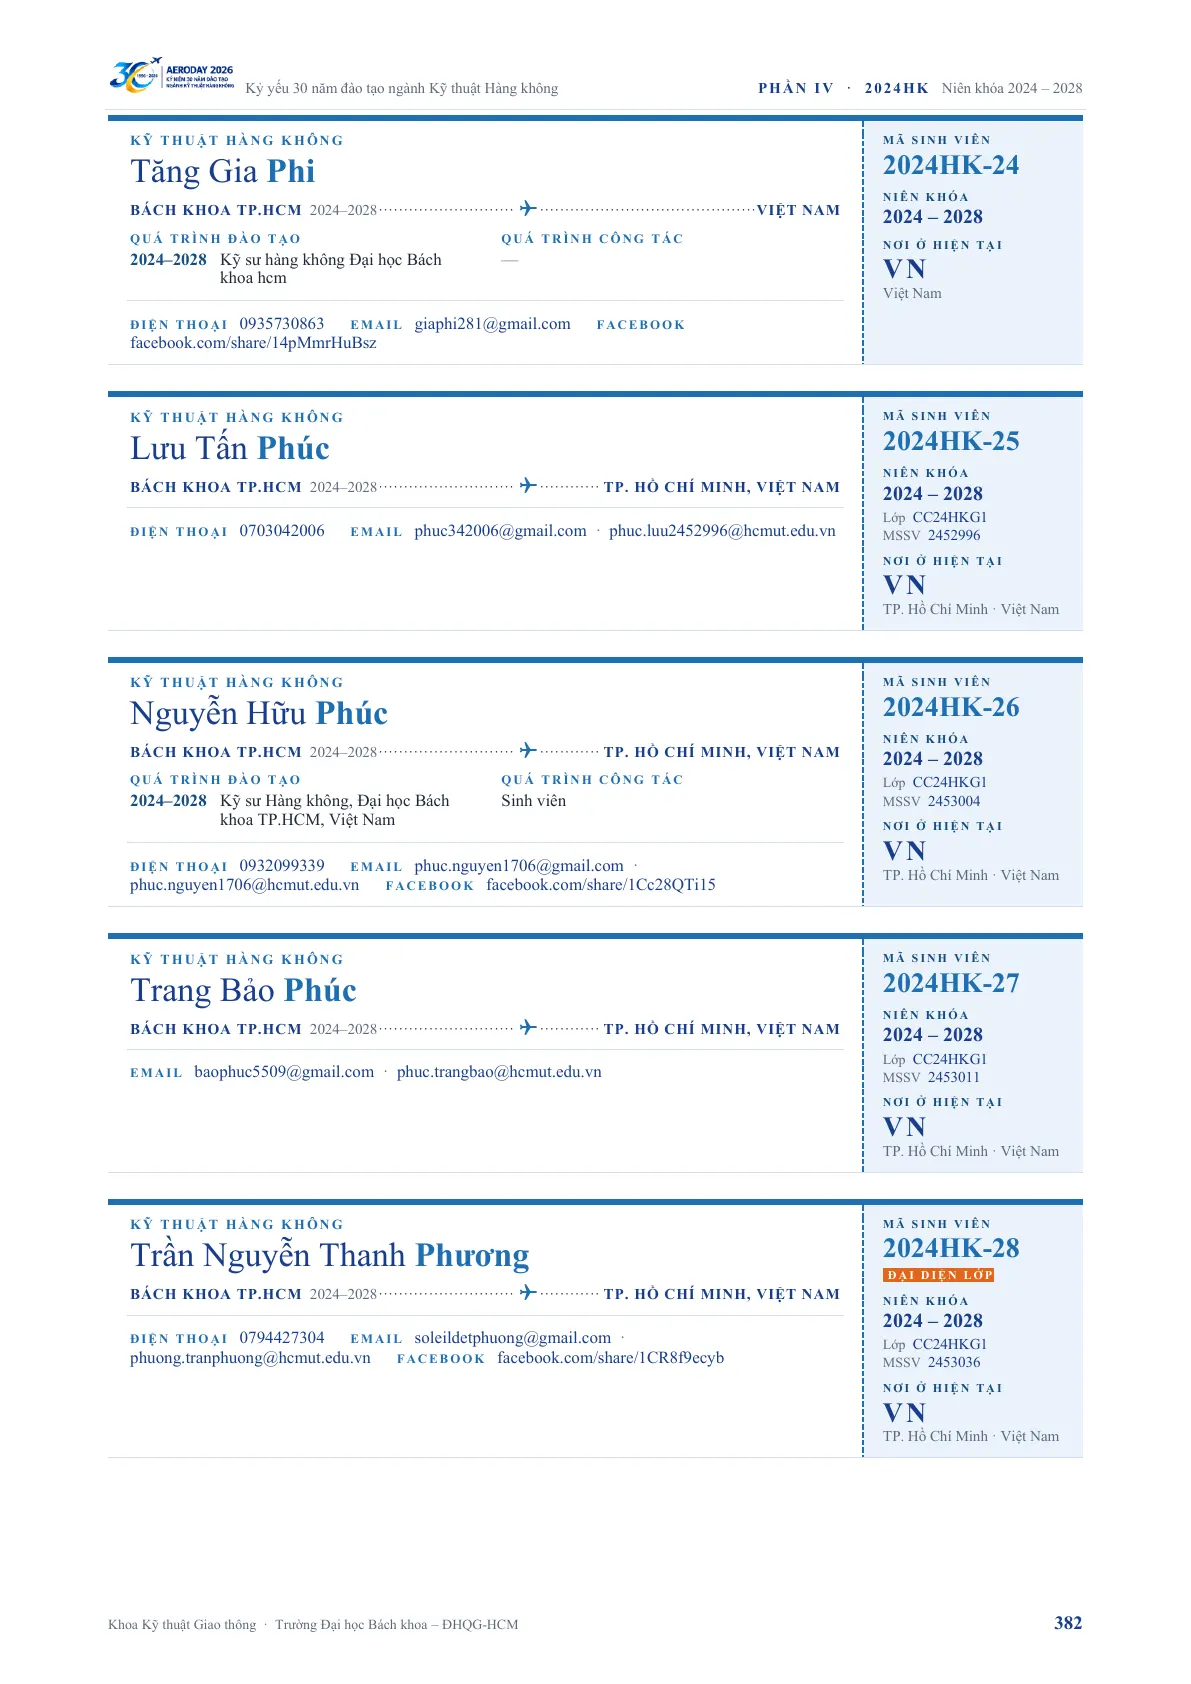 30
1996 - 2026
AERODAY 2026
KỶ NIỆM 30 NĂM ĐÀO TẠO
NGÀNH KỸ THUẬT HÀNG KHÔNG
Kỷ yếu 30 năm đào tạo ngành Kỹ thuật Hàng không
PHẦN IV · 2024HK Niên khóa 2024 – 2028
KỸ THUẬT HÀNG KHÔNG
Tăng Gia Phi
BÁCH KHOA TP.HCM 2024–2028 VIỆT NAM
QUÁ TRÌNH ĐÀO TẠO
2024–2028 Kỹ sư hàng không Đại học Bách
khoa hcm
QUÁ TRÌNH CÔNG TÁC
—
ĐIỆN THOẠI 0935730863 EMAIL giaphi281@gmail.com FACEBOOK
facebook.com/share/14pMmrHuBsz
MÃ SINH VIÊN
2024HK-24
NIÊN KHÓA
2024 – 2028
NƠI Ở HIỆN TẠI
VN
Việt Nam
KỸ THUẬT HÀNG KHÔNG
Lưu Tấn Phúc
BÁCH KHOA TP.HCM 2024–2028 TP. HỒ CHÍ MINH, VIỆT NAM
ĐIỆN THOẠI 0703042006 EMAIL phuc342006@gmail.com · phuc.luu2452996@hcmut.edu.vn
MÃ SINH VIÊN
2024HK-25
NIÊN KHÓA
2024 – 2028
Lớp CC24HKG1
MSSV 2452996
NƠI Ở HIỆN TẠI
VN
TP. Hồ Chí Minh · Việt Nam
KỸ THUẬT HÀNG KHÔNG
Nguyễn Hữu Phúc
BÁCH KHOA TP.HCM 2024–2028 TP. HỒ CHÍ MINH, VIỆT NAM
QUÁ TRÌNH ĐÀO TẠO
2024–2028 Kỹ sư Hàng không, Đại học Bách
khoa TP.HCM, Việt Nam
QUÁ TRÌNH CÔNG TÁC
Sinh viên
ĐIỆN THOẠI 0932099339 EMAIL phuc.nguyen1706@gmail.com ·
phuc.nguyen1706@hcmut.edu.vn FACEBOOK facebook.com/share/1Cc28QTi15
MÃ SINH VIÊN
2024HK-26
NIÊN KHÓA
2024 – 2028
Lớp CC24HKG1
MSSV 2453004
NƠI Ở HIỆN TẠI
VN
TP. Hồ Chí Minh · Việt Nam
KỸ THUẬT HÀNG KHÔNG
Trang Bảo Phúc
BÁCH KHOA TP.HCM 2024–2028 TP. HỒ CHÍ MINH, VIỆT NAM
EMAIL baophuc5509@gmail.com · phuc.trangbao@hcmut.edu.vn
MÃ SINH VIÊN
2024HK-27
NIÊN KHÓA
2024 – 2028
Lớp CC24HKG1
MSSV 2453011
NƠI Ở HIỆN TẠI
VN
TP. Hồ Chí Minh · Việt Nam
KỸ THUẬT HÀNG KHÔNG
Trần Nguyễn Thanh Phương
BÁCH KHOA TP.HCM 2024–2028 TP. HỒ CHÍ MINH, VIỆT NAM
ĐIỆN THOẠI 0794427304 EMAIL soleildetphuong@gmail.com ·
phuong.tranphuong@hcmut.edu.vn FACEBOOK facebook.com/share/1CR8f9ecyb
MÃ SINH VIÊN
2024HK-28
ĐẠI DIỆN LỚP
NIÊN KHÓA
2024 – 2028
Lớp CC24HKG1
MSSV 2453036
NƠI Ở HIỆN TẠI
VN
TP. Hồ Chí Minh · Việt Nam
Khoa Kỹ thuật Giao thông · Trường Đại học Bách khoa – ĐHQG-HCM
382